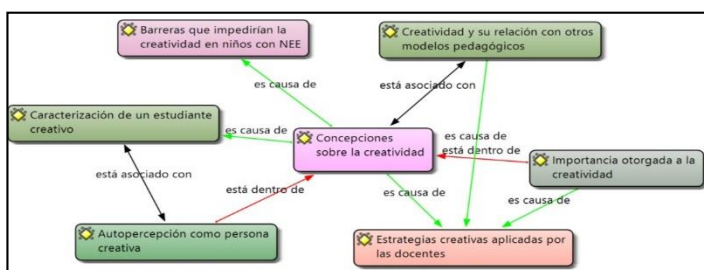 Barreras que impedirían la
creatividad en niños con NEE
Creatividad y su relación con otros
modelos pedagógicos
es causa de
está asociado con
Caracterización de un estudiante
creativo
es causa de
Concepciones
sobre la creatividad
es causa de
está dentro de
Importancia otorgada a la
creatividad
está asociado con
está dentro de
es causa de
es causa de
Autopercepción como persona
creativa
Estrategias creativas aplicadas por
las docentes